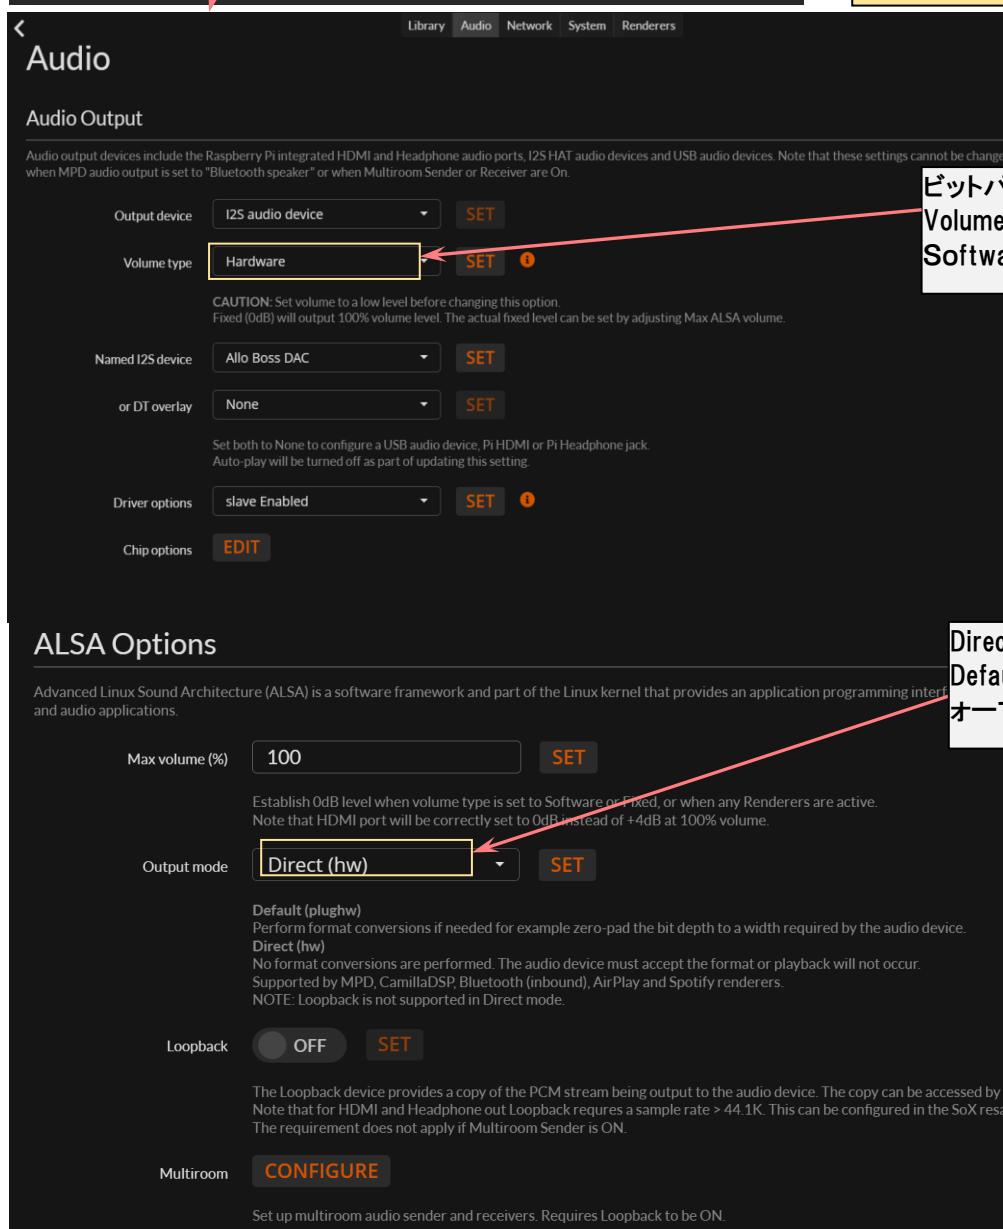 Library Audio Network System Renderers
Audio
Audio Output
Audio output devices include the Raspberry Pi integrated HDMI and Headphone audio ports, I2S HAT audio devices and USB audio devices. Note that these settings cannot be change
when MPD audio output is set to "Bluetooth speaker" or when Multiroom Sender or Receiver are On.
ビットパ
Volume
Softwa
Output device I2S audio device SET
Volume type Hardware SET
CAUTION: Set volume to a low level before changing this option.
Fixed (0dB) will output 100% volume level. The actual fixed level can be set by adjusting Max ALSA volume.
Named I2S device Allo Boss DAC SET
or DT overlay None SET
Set both to None to configure a USB audio device, Pi HDMI or Pi Headphone jack.
Auto-play will be turned off as part of updating this setting.
Driver options slave Enabled SET
Chip options EDIT
ALSA Options
Direc
Defau
ォーマ
Advanced Linux Sound Architecture (ALSA) is a software framework and part of the Linux kernel that provides an application programming interf
and audio applications.
Max volume (%) 100 SET
Establish 0dB level when volume type is set to Software or Fixed, or when any Renderers are active.
Note that HDMI port will be correctly set to 0dB instead of +4dB at 100% volume.
Output mode Direct (hw) SET
Default (plughw)
Perform format conversions if needed for example zero-pad the bit depth to a width required by the audio device.
Direct (hw)
No format conversions are performed. The audio device must accept the format or playback will not occur.
Supported by MPD, CamillaDSP, Bluetooth (inbound), AirPlay and Spotify renderers.
NOTE: Loopback is not supported in Direct mode.
Loopback OFF SET
The Loopback device provides a copy of the PCM stream being output to the audio device. The copy can be accessed by
Note that for HDMI and Headphone out Loopback requres a sample rate > 44.1K. This can be configured in the SoX resa
The requirement does not apply if Multiroom Sender is ON.
Multiroom CONFIGURE
Set up multiroom audio sender and receivers. Requires Loopback to be ON.